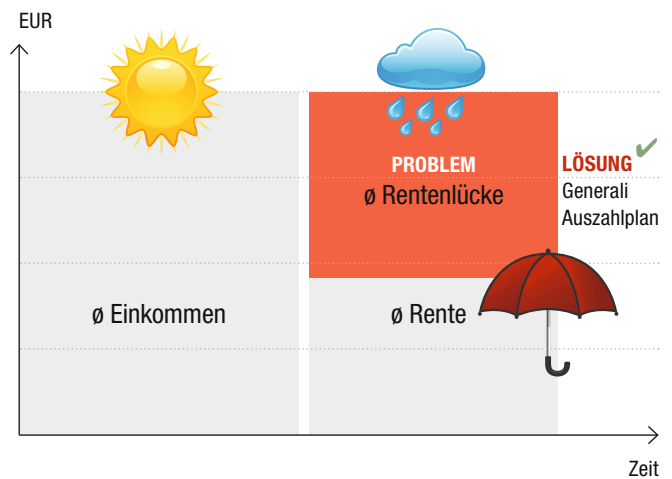 EUR
PROBLEM
ø Rentenlücke
LÖSUNG
Generali
Auszahlplan
ø Einkommen
ø Rente
Zeit